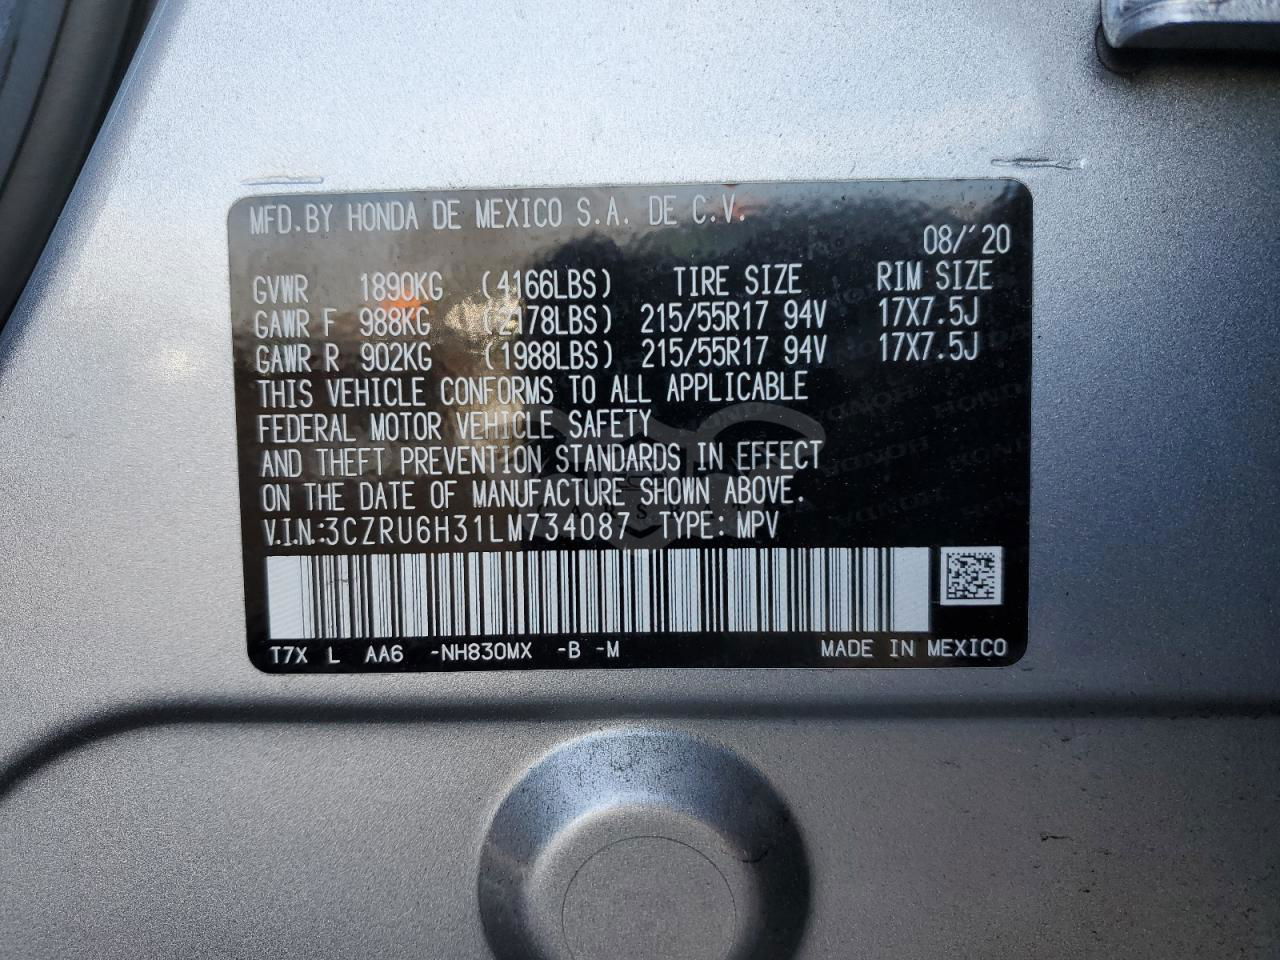 MFD.BY HONDA DE MEXICO S.A. DE C.V.
08/'20
GVWR 1890KG (4166LBS) TIRE SIZE RIM SIZE
GAWR F 988KG (2178LBS) 215/55R17 94V 17X7.5J
GAWR R 902KG (1988LBS) 215/55R17 94V 17X7.5J
THIS VEHICLE CONFORMS TO ALL APPLICABLE
FEDERAL MOTOR VEHICLE SAFETY
AND THEFT PREVENTION STANDARDS IN EFFECT
ON THE DATE OF MANUFACTURE SHOWN ABOVE.
V.I.N:3CZRU6H31LM734087 TYPE:MPV
T7X L AA6 -NH830MX -B -M MADE IN MEXICO